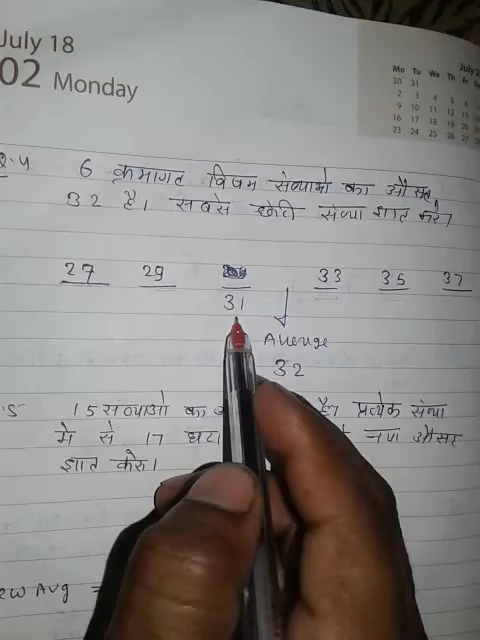 July 18
02 Monday
July
Mo Tu We Th Fr
30 31
2 3 4 5 6
9 10 11 12 13
16 17 18 19 20
23 24 25 26 27
Q.4 6 क्रमागत विषम संख्याओ का औसत
32 है। सबसे छोटी संख्या ज्ञात करें।
27 29 33 35 37
31
Average
32
15 15 संख्याओ का है। प्रत्येक संख्या
मे से 17 घटा नया औसत
ज्ञात करें।
ew Avg =